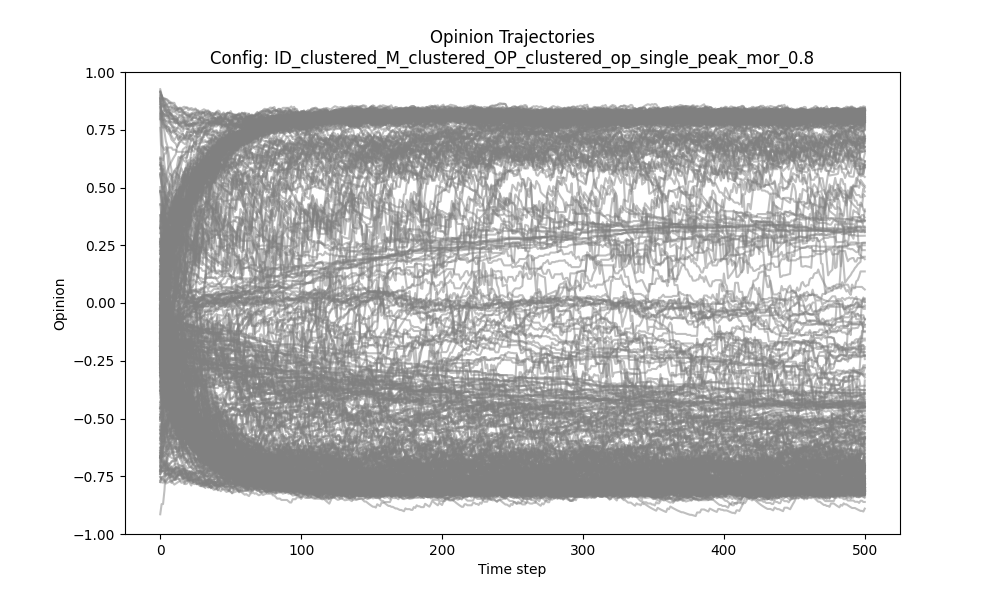 Opinion Trajectories
Config: ID_clustered_M_clustered_OP_clustered_op_single_peak_mor_0.8
1.00
0.75
0.50
0.25
0.00
−0.25
−0.50
−0.75
−1.00
Opinion
0 100 200 300 400 500
Time step